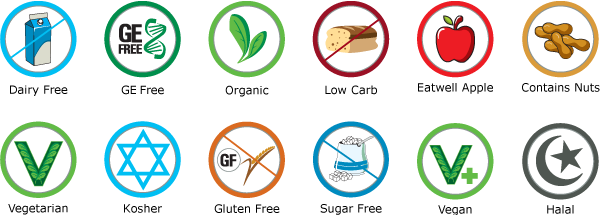 GE
FREE
Dairy Free
GE Free
Organic
Low Carb
Eatwell Apple
Contains Nuts
V
GF
V+
Vegetarian
Kosher
Gluten Free
Sugar Free
Vegan
Halal